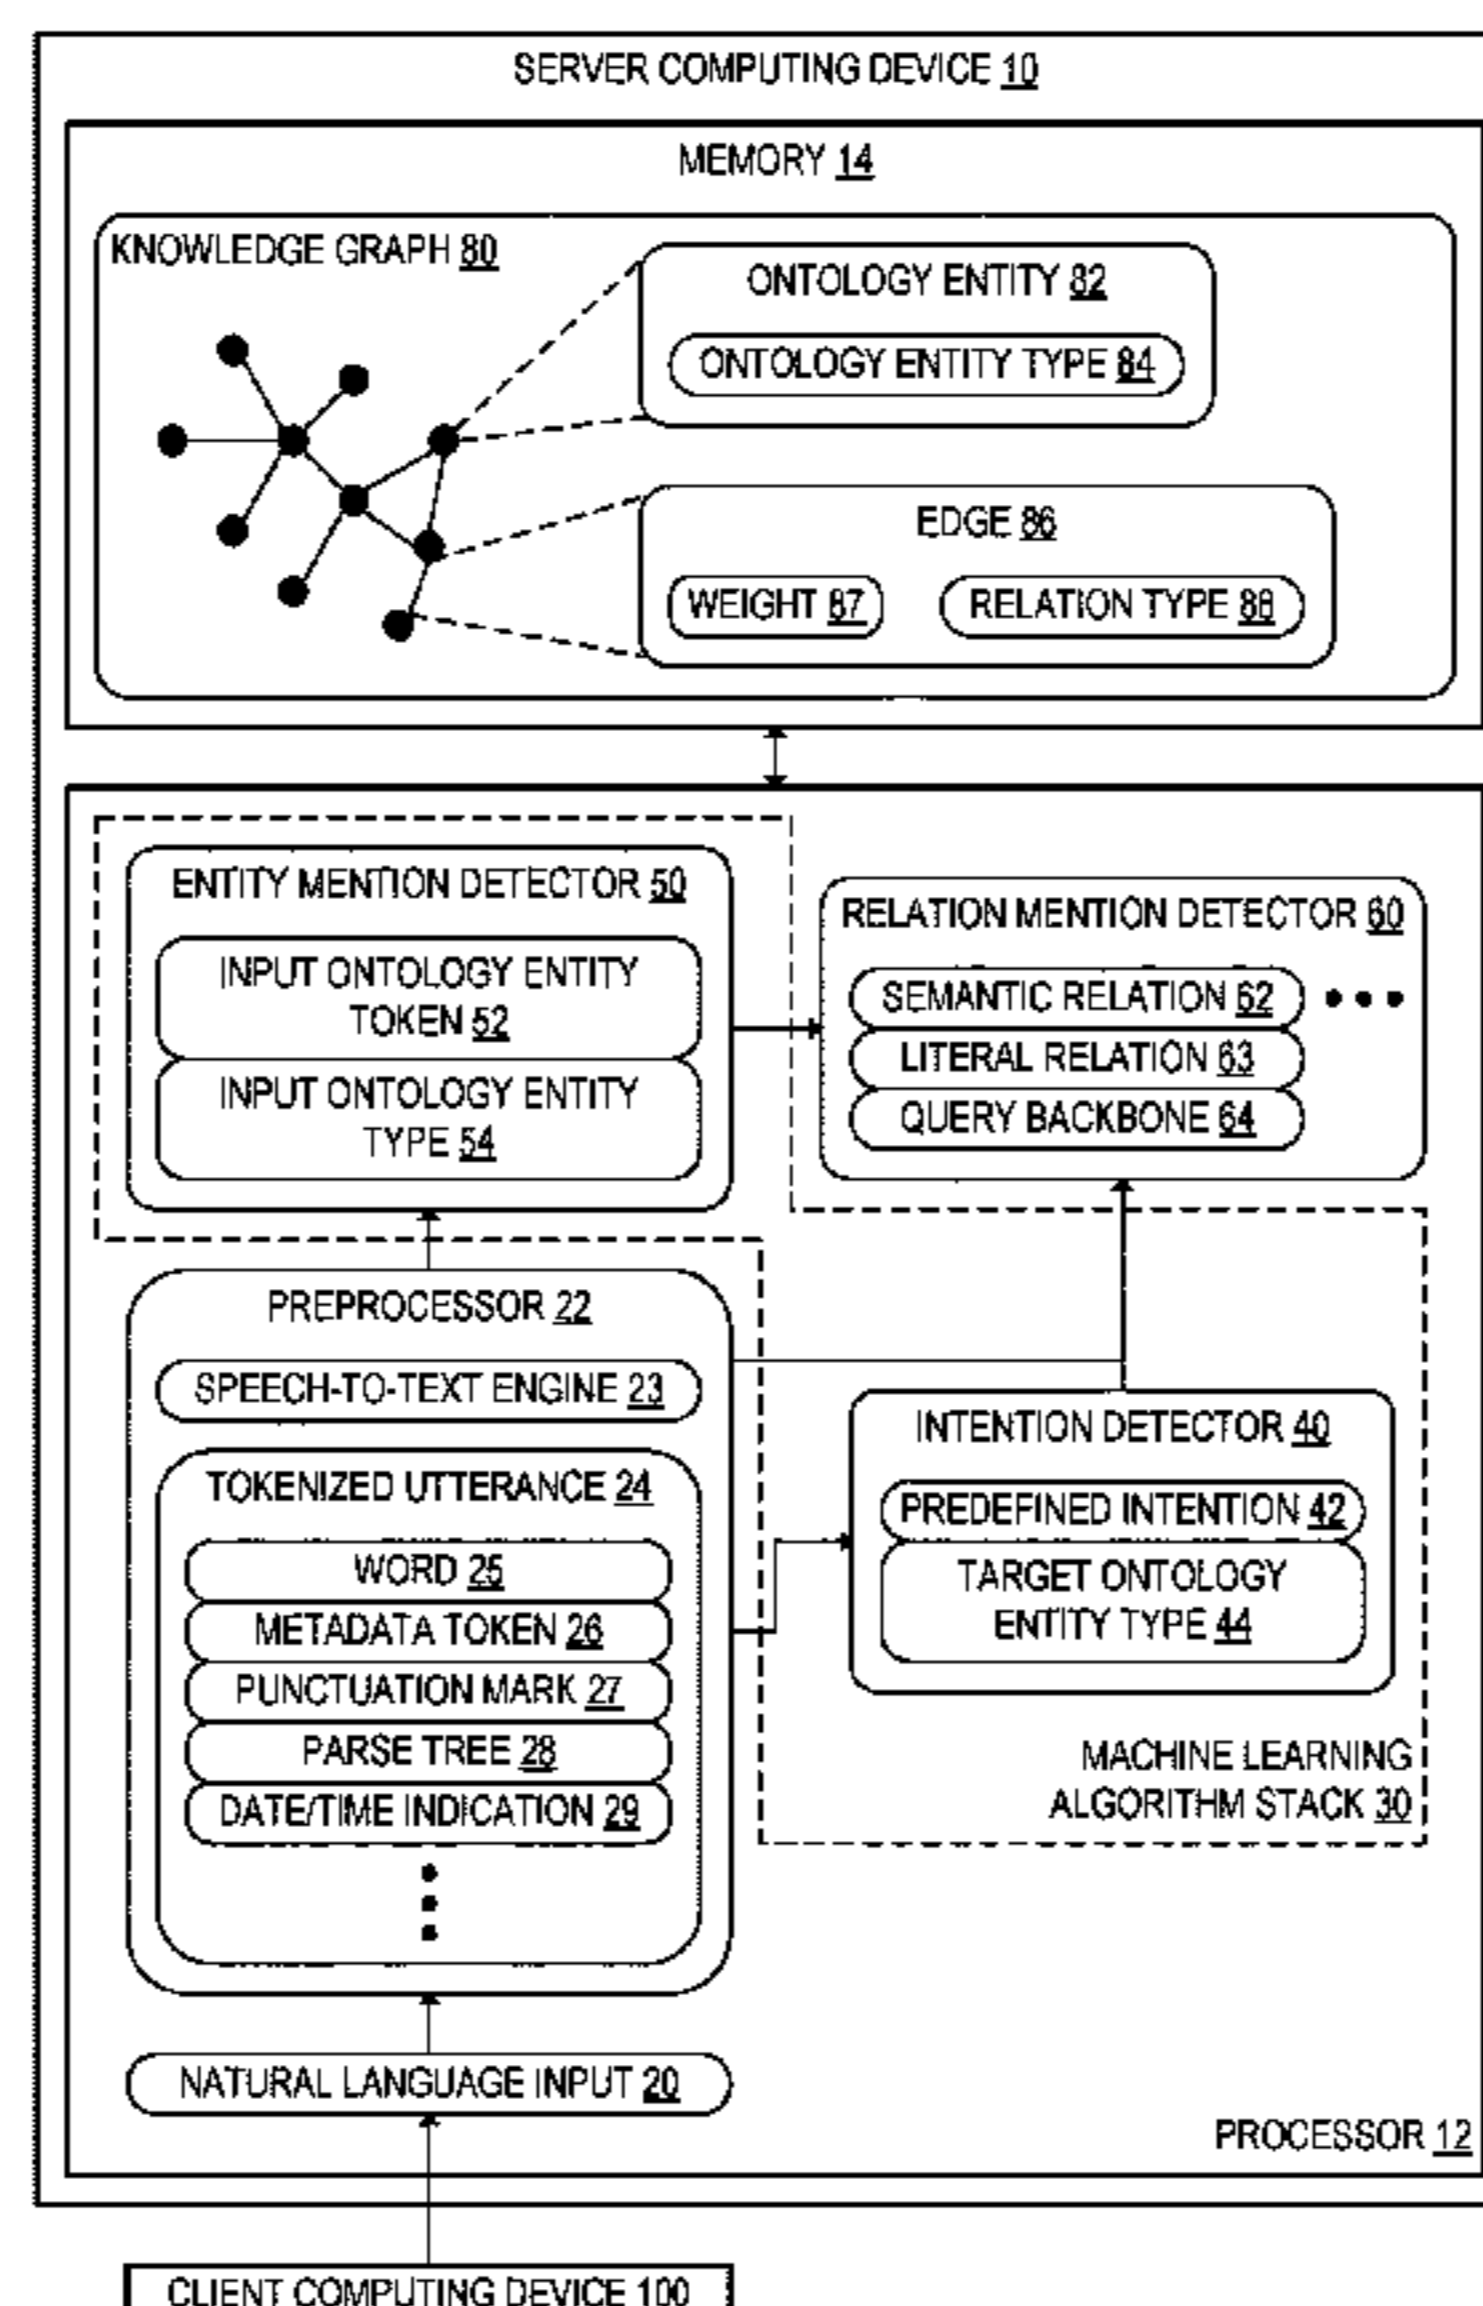 SERVER COMPUTING DEVICE 10
MEMORY 14
KNOWLEDGE GRAPH 80
ONTOLOGY ENTITY 82
ONTOLOGY ENTITY TYPE 84
EDGE 86
WEIGHT 87
RELATION TYPE 88
ENTITY MENTION DETECTOR 50
INPUT ONTOLOGY ENTITY
TOKEN 52
INPUT ONTOLOGY ENTITY
TYPE 54
RELATION MENTION DETECTOR 60
SEMANTIC RELATION 62
LITERAL RELATION 63
QUERY BACKBONE 64
PREPROCESSOR 22
SPEECH-TO-TEXT ENGINE 23
TOKENIZED UTTERANCE 24
WORD 25
METADATA TOKEN 26
PUNCTUATION MARK 27
PARSE TREE 28
DATE/TIME INDICATION 29
INTENTION DETECTOR 40
PREDEFINED INTENTION 42
TARGET ONTOLOGY
ENTITY TYPE 44
MACHINE LEARNING
ALGORITHM STACK 30
NATURAL LANGUAGE INPUT 20
PROCESSOR 12
CLIENT COMPUTING DEVICE 100